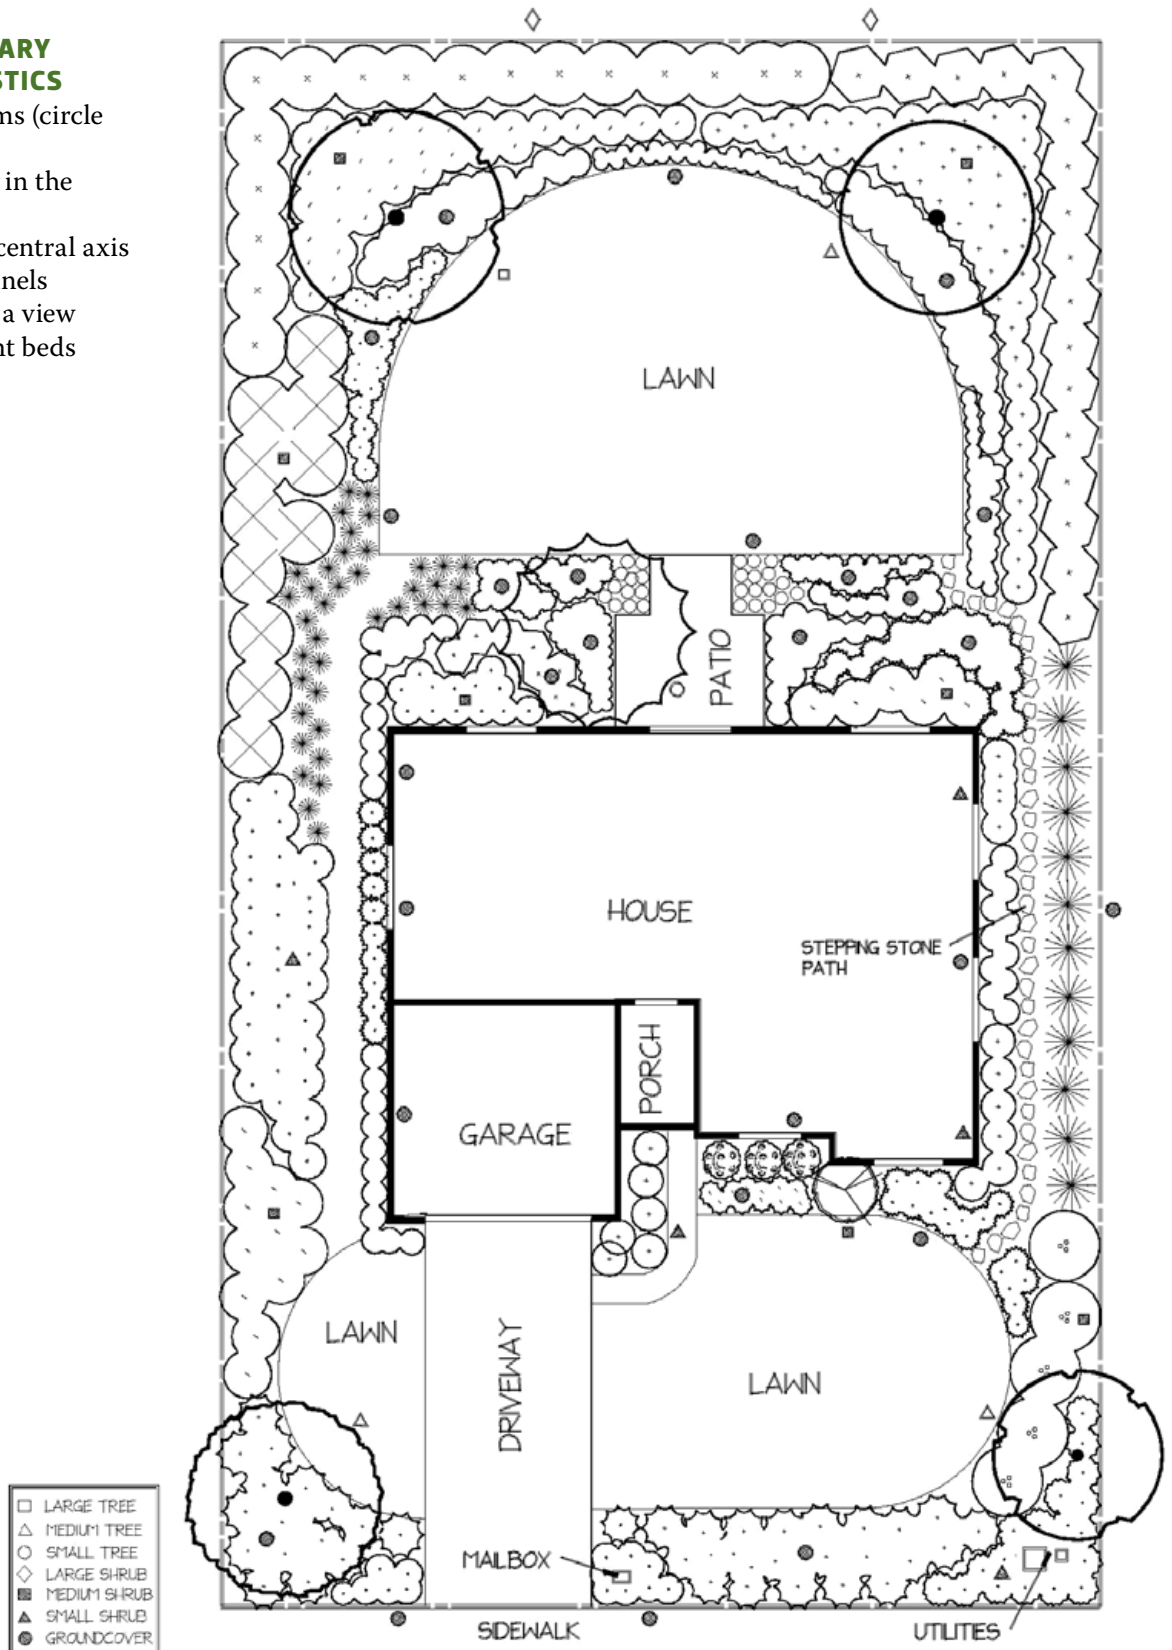 ARY
STICS
ms (circle
in the
central axis
nels
a view
nt beds
LAWN
PATIO
HOUSE
STEPPING STONE
PATH
PORCH
GARAGE
LAWN
DRIVEWAY
LAWN
MAILBOX
SIDEWALK
UTILITIES
LARGE TREE
MEDIUM TREE
SMALL TREE
LARGE SHRUB
MEDIUM SHRUB
SMALL SHRUB
GROUNDCOVER